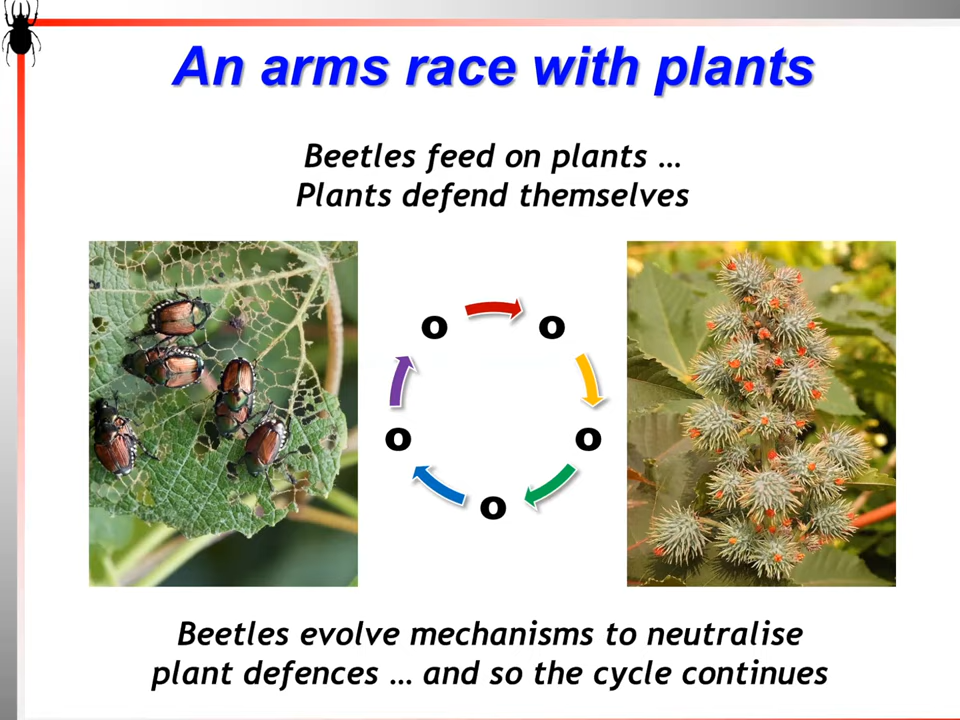 An arms race with plants
Beetles feed on plants …
Plants defend themselves
o o
o o
o
Beetles evolve mechanisms to neutralise
plant defences … and so the cycle continues